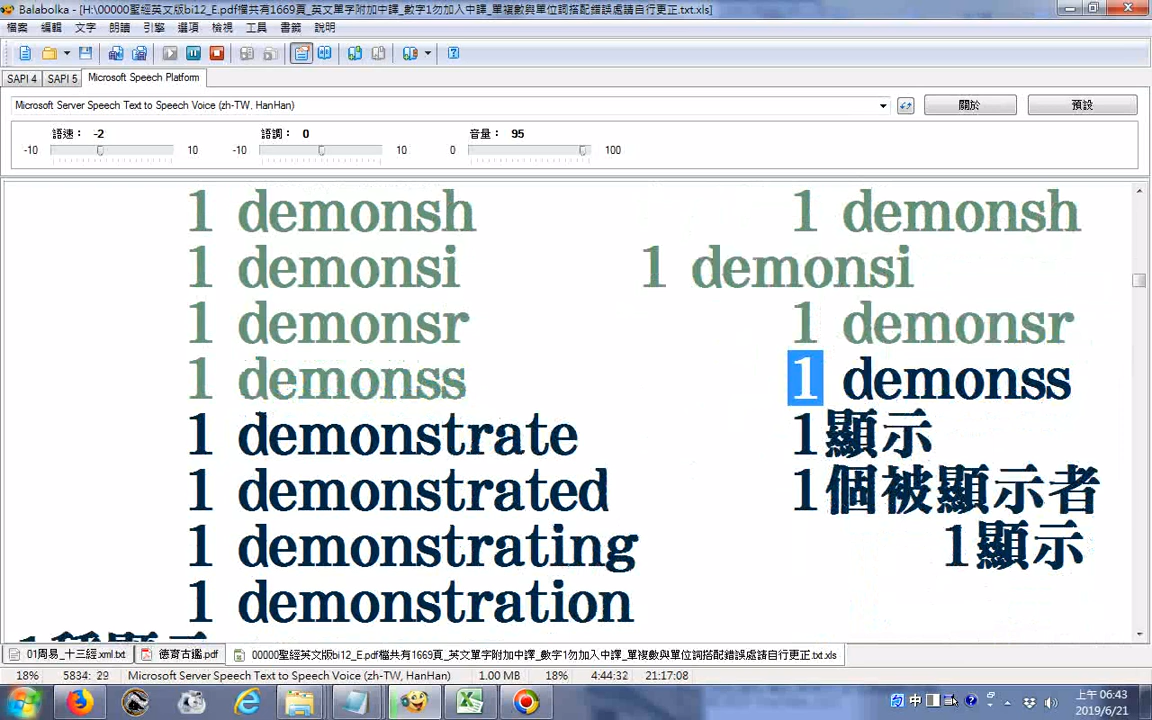 Balabolka - [H:\00000聖經英文版bi12_E.pdf檔共有1669頁_英文單字附加中譯_數字1勿加入中譯_單複數與單位詞搭配錯誤處請自行更正.txt.xls]
檔案 編輯 文字 朗讀 引擎 選項 檢視 工具 書籤 說明
SAPI 4 SAPI 5 Microsoft Speech Platform
Microsoft Server Speech Text to Speech Voice (zh-TW, HanHan) 關於 預設
語速： -2 語調： 0 音量： 95
-10 10 -10 10 0 100
1 demonsh 1 demonsh
1 demonsi 1 demonsi
1 demonsr 1 demonsr
1 demonss 1 demonss
1 demonstrate 1顯示
1 demonstrated 1個被顯示者
1 demonstrating 1顯示
1 demonstration
1種顯示
01周易_十三經.xml.txt 德育古鑑.pdf 00000聖經英文版bi12_E.pdf檔共有1669頁_英文單字附加中譯_數字1勿加入中譯_單複數與單位詞搭配錯誤處請自行更正.txt.xls
18% 5834: 29 Microsoft Server Speech Text to Speech Voice (zh-TW, HanHan) 1.00 MB 18% 4:44:32 21:17:08
中 上午 06:43
2019/6/21